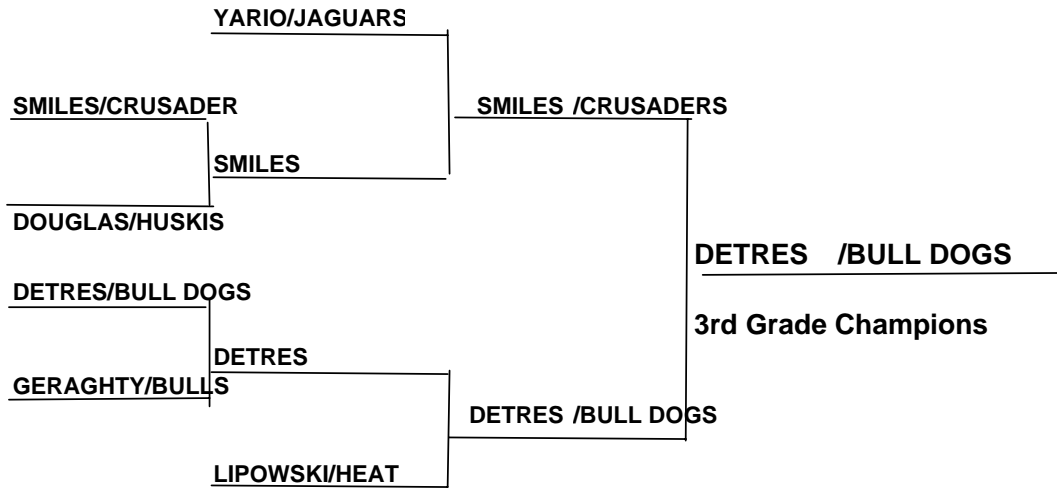 YARIO/JAGUARS
SMILES/CRUSADER
SMILES /CRUSADERS
SMILES
DOUGLAS/HUSKIS
DETRES /BULL DOGS
DETRES/BULL DOGS
3rd Grade Champions
DETRES
GERAGHTY/BULLS
DETRES /BULL DOGS
LIPOWSKI/HEAT